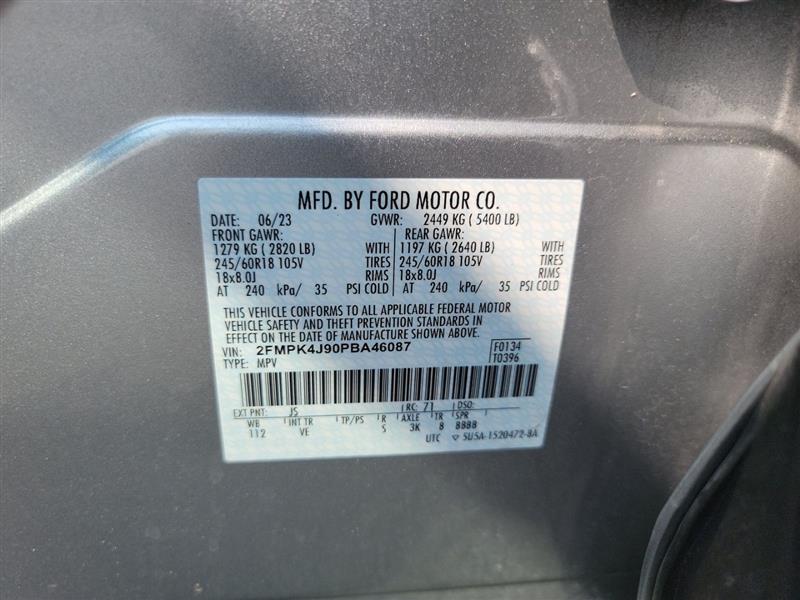 MFD. BY FORD MOTOR CO.
DATE: 06/23 GVWR: 2449 KG ( 5400 LB)
FRONT GAWR: REAR GAWR:
1279 KG ( 2820 LB) WITH 1197 KG ( 2640 LB) WITH
245/60R18 105V TIRES 245/60R18 105V TIRES
18x8.0J RIMS 18x8.0J RIMS
AT 240 kPa/ 35 PSI COLD AT 240 kPa/ 35 PSI COLD
THIS VEHICLE CONFORMS TO ALL APPLICABLE FEDERAL MOTOR
VEHICLE SAFETY AND THEFT PREVENTION STANDARDS IN
EFFECT ON THE DATE OF MANUFACTURE SHOWN ABOVE.
VIN: 2FMPK4J90PBA46087 F0134
TYPE: MPV T0396
EXT PNT: JS RC: 71 DSO:
WB INT TR TP/PS R AXLE TR SPR
112 VE S 3K 8 8888
UTC ▽ 5U5A-1520472-8A